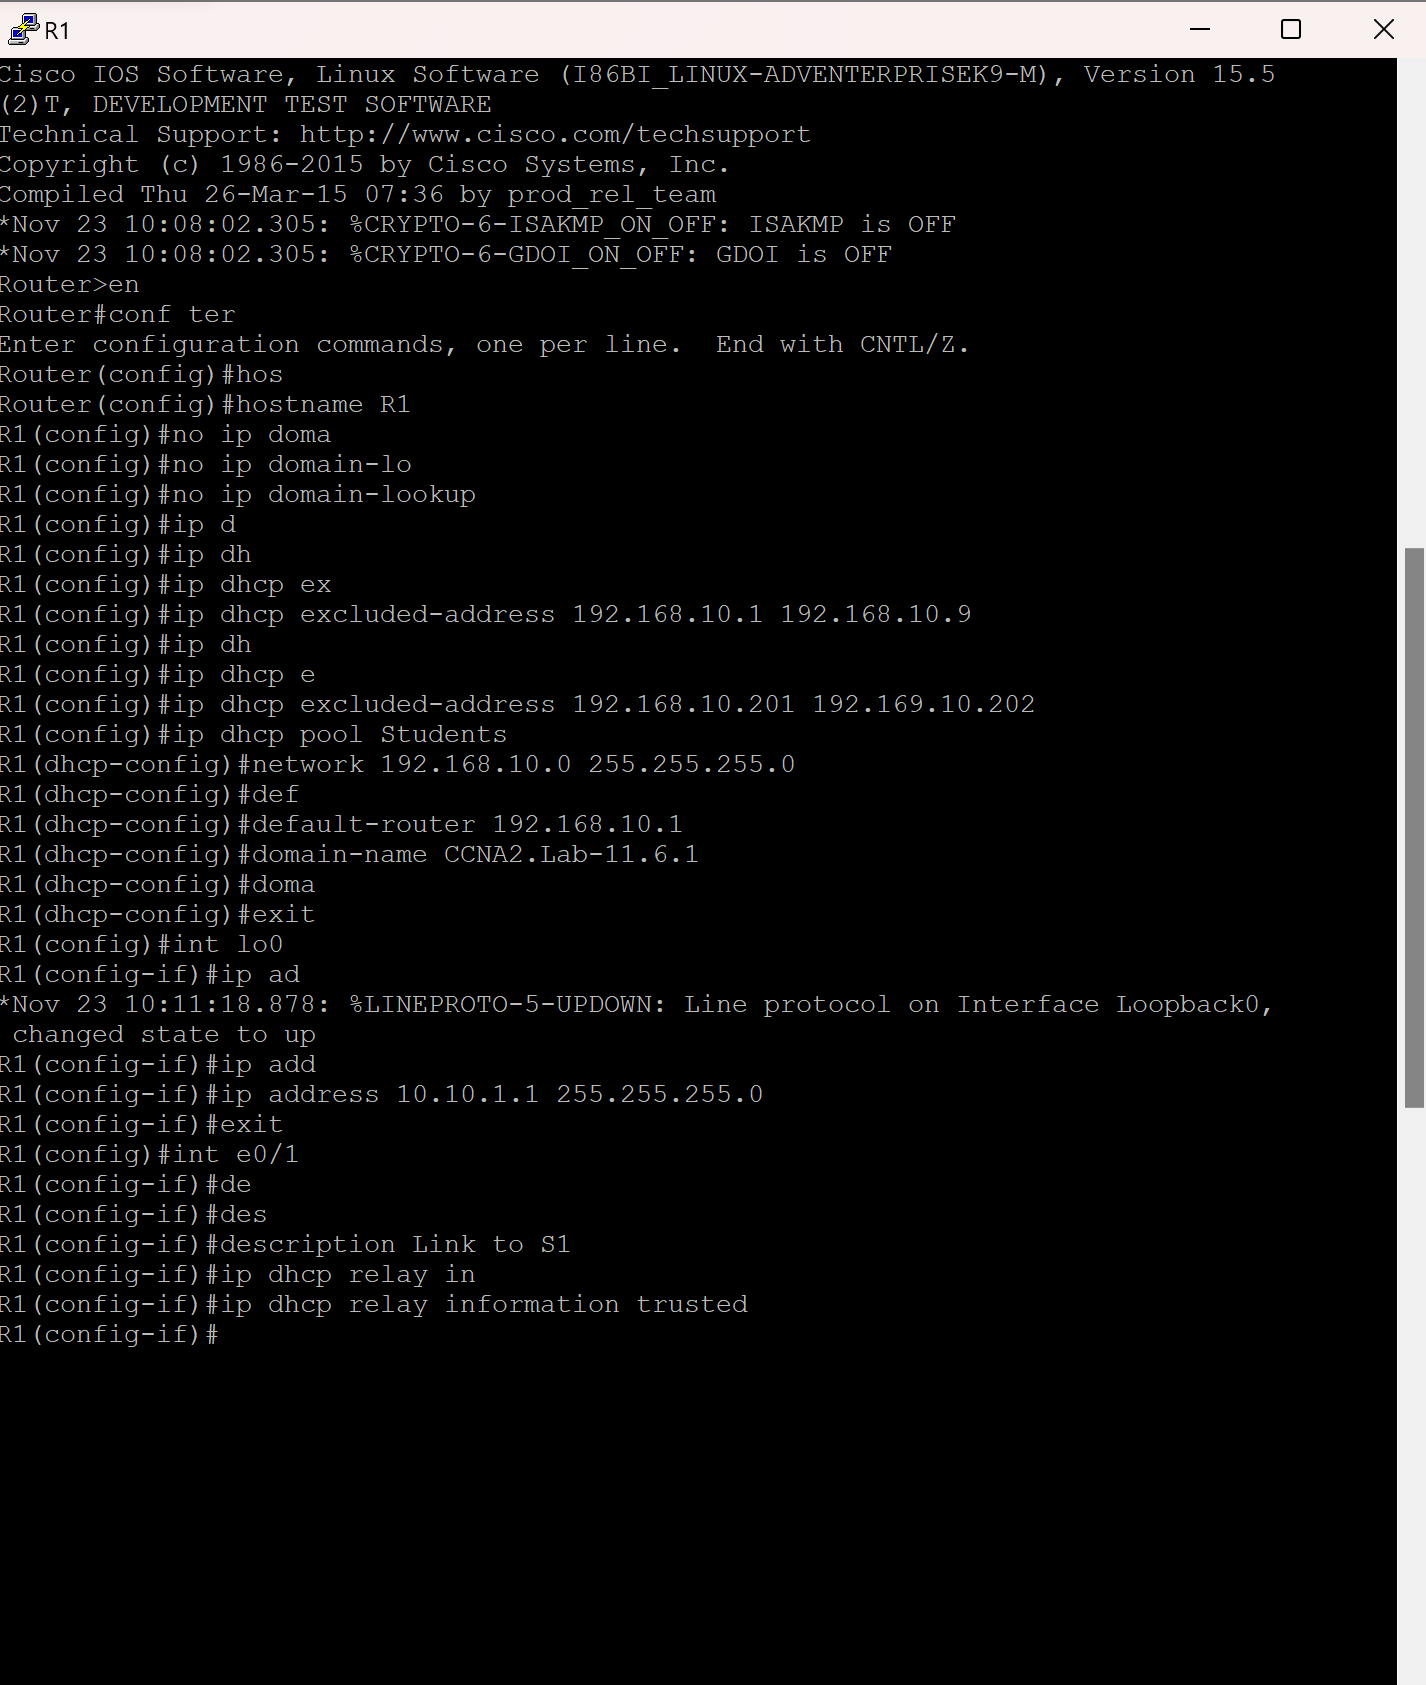 R1
Cisco IOS Software, Linux Software (I86BI_LINUX-ADVENTERPRISEK9-M), Version 15.5
(2)T, DEVELOPMENT TEST SOFTWARE
Technical Support: http://www.cisco.com/techsupport
Copyright (c) 1986-2015 by Cisco Systems, Inc.
Compiled Thu 26-Mar-15 07:36 by prod_rel_team
*Nov 23 10:08:02.305: %CRYPTO-6-ISAKMP_ON_OFF: ISAKMP is OFF
*Nov 23 10:08:02.305: %CRYPTO-6-GDOI_ON_OFF: GDOI is OFF
Router>en
Router#conf ter
Enter configuration commands, one per line.  End with CNTL/Z.
Router(config)#hos
Router(config)#hostname R1
R1(config)#no ip doma
R1(config)#no ip domain-lo
R1(config)#no ip domain-lookup
R1(config)#ip d
R1(config)#ip dh
R1(config)#ip dhcp ex
R1(config)#ip dhcp excluded-address 192.168.10.1 192.168.10.9
R1(config)#ip dh
R1(config)#ip dhcp e
R1(config)#ip dhcp excluded-address 192.168.10.201 192.169.10.202
R1(config)#ip dhcp pool Students
R1(dhcp-config)#network 192.168.10.0 255.255.255.0
R1(dhcp-config)#def
R1(dhcp-config)#default-router 192.168.10.1
R1(dhcp-config)#domain-name CCNA2.Lab-11.6.1
R1(dhcp-config)#doma
R1(dhcp-config)#exit
R1(config)#int lo0
R1(config-if)#ip ad
*Nov 23 10:11:18.878: %LINEPROTO-5-UPDOWN: Line protocol on Interface Loopback0,
 changed state to up
R1(config-if)#ip add
R1(config-if)#ip address 10.10.1.1 255.255.255.0
R1(config-if)#exit
R1(config)#int e0/1
R1(config-if)#de
R1(config-if)#des
R1(config-if)#description Link to S1
R1(config-if)#ip dhcp relay in
R1(config-if)#ip dhcp relay information trusted
R1(config-if)#